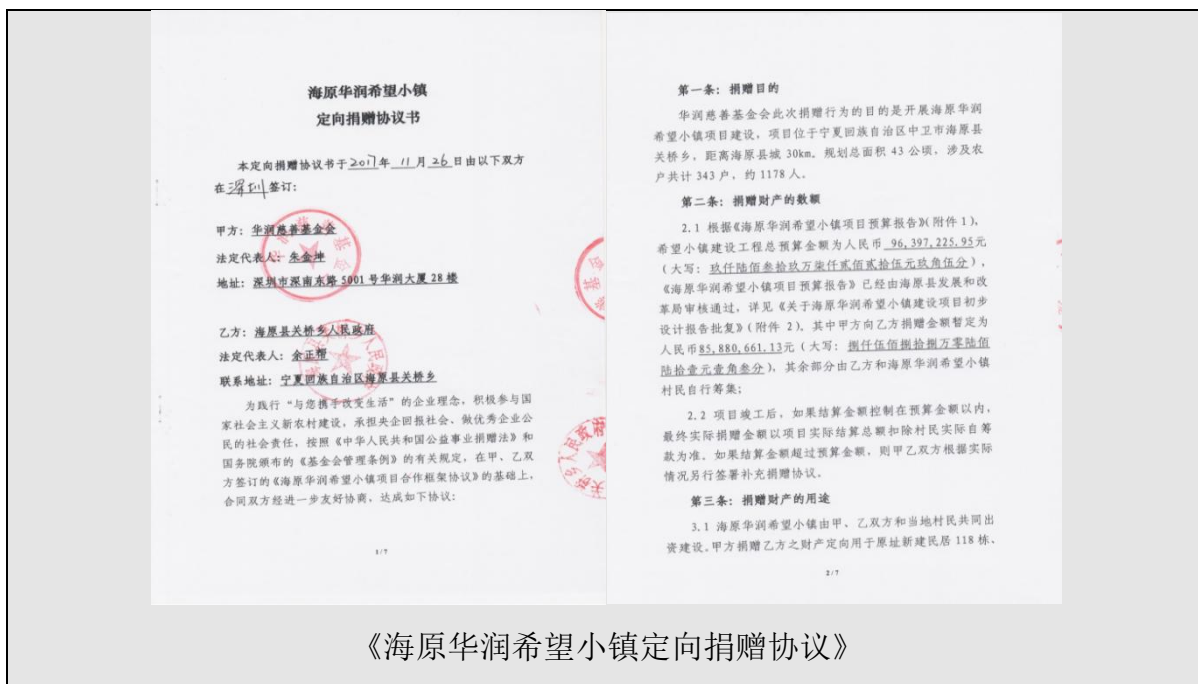 海原华润希望小镇
定向捐赠协议书
本定向捐赠协议书于2017年 11 月 26 日由以下双方
在深圳签订：
甲方：华润慈善基金会
法定代表人：朱金坤
地址：深圳市深南东路 5001 号华润大厦 28 楼
乙方：海原县关桥乡人民政府
法定代表人：余正榴
联系地址：宁夏回族自治区海原县关桥乡
为践行“与您携手改变生活”的企业理念，积极参与国
家社会主义新农村建设，承担央企回报社会、做优秀企业公
民的社会责任，按照《中华人民共和国公益事业捐赠法》和
国务院颁布的《基金会管理条例》的有关规定，在甲、乙双
方签订的《海原华润希望小镇项目合作框架协议》的基础上，
合同双方经进一步友好协商，达成如下协议：
1/7
第一条：捐赠目的
华润慈善基金会此次捐赠行为的目的是开展海原华润
希望小镇项目建设，项目位于宁夏回族自治区中卫市海原县
关桥乡，距离海原县城 30km。规划总面积 43 公顷，涉及农
户共计 343 户，约 1178 人。
第二条：捐赠财产的数额
2.1 根据《海原华润希望小镇项目预算报告》（附件 1），
希望小镇建设工程总预算金额为人民币 96,397,225.95元
（大写：玖仟陆佰叁拾玖万柒仟贰佰贰拾伍元玖角伍分），
《海原华润希望小镇项目预算报告》已经由海原县发展和改
革局审核通过，详见《关于海原华润希望小镇建设项目初步
设计报告批复》（附件 2）。其中甲方向乙方捐赠金额暂定为
人民币85,880,661.13元（大写：捌仟伍佰捌拾捌万零陆佰
陆拾壹元壹角叁分），其余部分由乙方和海原华润希望小镇
村民自行筹集；
2.2 项目竣工后，如果结算金额控制在预算金额以内，
最终实际捐赠金额以项目实际结算总额扣除村民实际自筹
款为准。如果结算金额超过预算金额，则甲乙双方根据实际
情况另行签署补充捐赠协议。
第三条：捐赠财产的用途
3.1 海原华润希望小镇由甲、乙双方和当地村民共同出
资建设。甲方捐赠乙方之财产定向用于原址新建民居 118 栋、
2/7
《海原华润希望小镇定向捐赠协议》